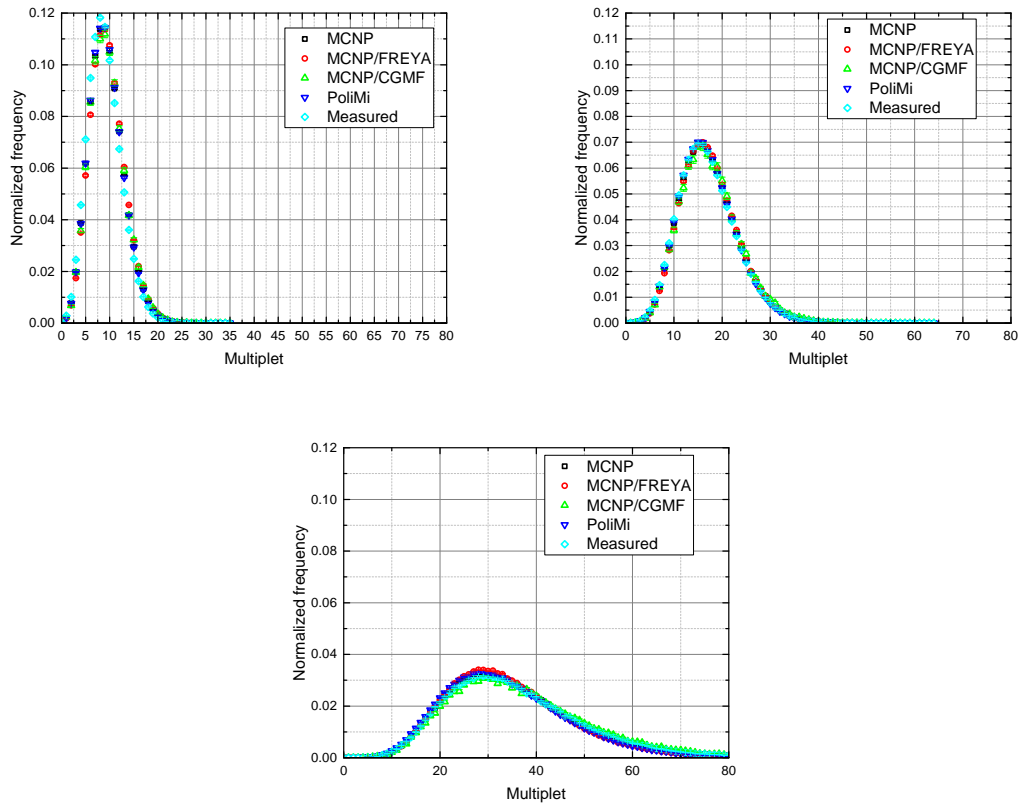 0.12
0.10
0.08
0.06
0.04
0.02
0.00
Normalized frequency
MCNP
MCNP/FREYA
MCNP/CGMF
PoliMi
Measured
0 5 10 15 20 25 30 35 40 45 50 55 60 65 70 75 80
Multiplet
0.12
0.11
0.10
0.09
0.08
0.07
0.06
0.05
0.04
0.03
0.02
0.01
0.00
Normalized frequency
MCNP
MCNP/FREYA
MCNP/CGMF
PoliMi
Measured
0 10 20 30 40 50 60 70 80
Multiplet
0.12
0.10
0.08
0.06
0.04
0.02
0.00
Normalized frequency
MCNP
MCNP/FREYA
MCNP/CGMF
PoliMi
Measured
0 20 40 60 80
Multiplet